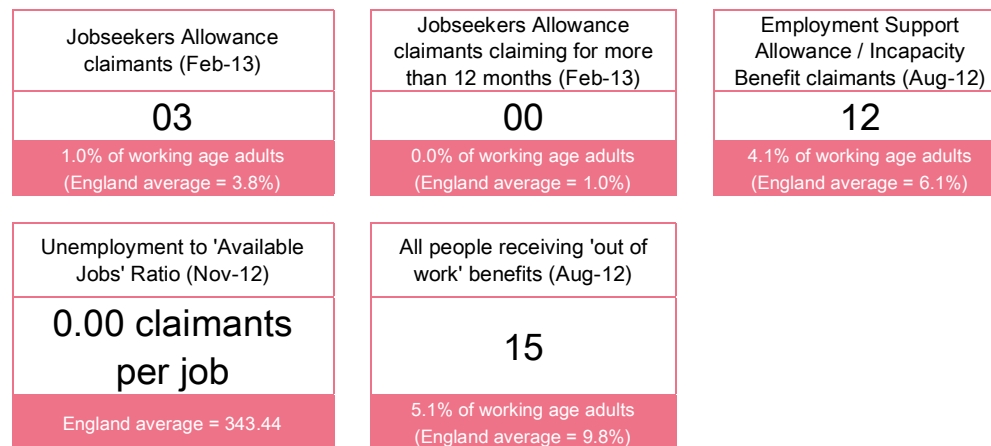 Jobseekers Allowance
claimants (Feb-13)
03
1.0% of working age adults
(England average = 3.8%)
Jobseekers Allowance
claimants claiming for more
than 12 months (Feb-13)
00
0.0% of working age adults
(England average = 1.0%)
Employment Support
Allowance / Incapacity
Benefit claimants (Aug-12)
12
4.1% of working age adults
(England average = 6.1%)
Unemployment to 'Available
Jobs' Ratio (Nov-12)
0.00 claimants
per job
England average = 343.44
All people receiving 'out of
work' benefits (Aug-12)
15
5.1% of working age adults
(England average = 9.8%)